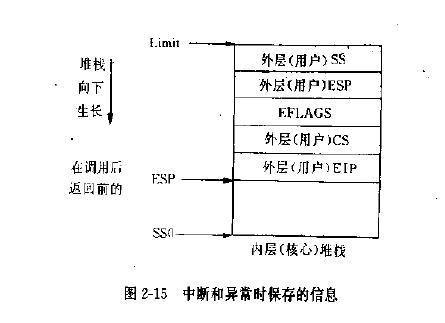 Limit
外层(用户)SS
堆栈
向下
生长
外层(用户)ESP
EFLAGS
外层(用户)CS
在调用后
返回前的
ESP
外层(用户)EIP
SS0
内层(核心)堆栈
图 2-15 中断和异常时保存的信息